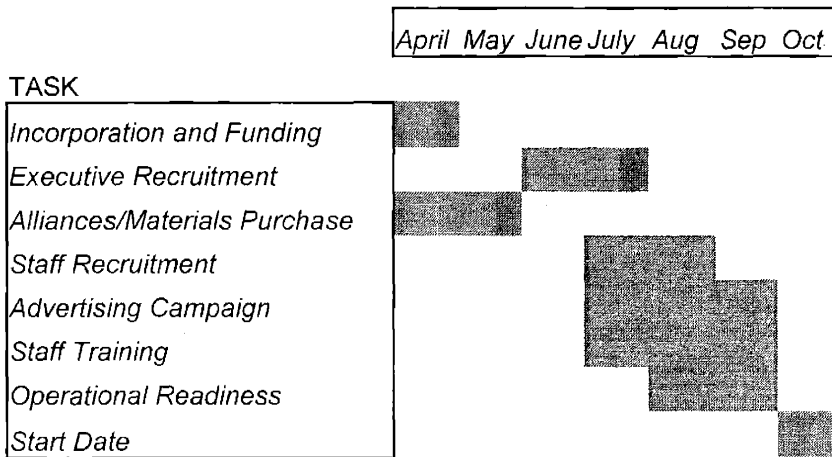 April May June July Aug Sep Oct
TASK
Incorporation and Funding
Executive Recruitment
Alliances/Materials Purchase
Staff Recruitment
Advertising Campaign
Staff Training
Operational Readiness
Start Date